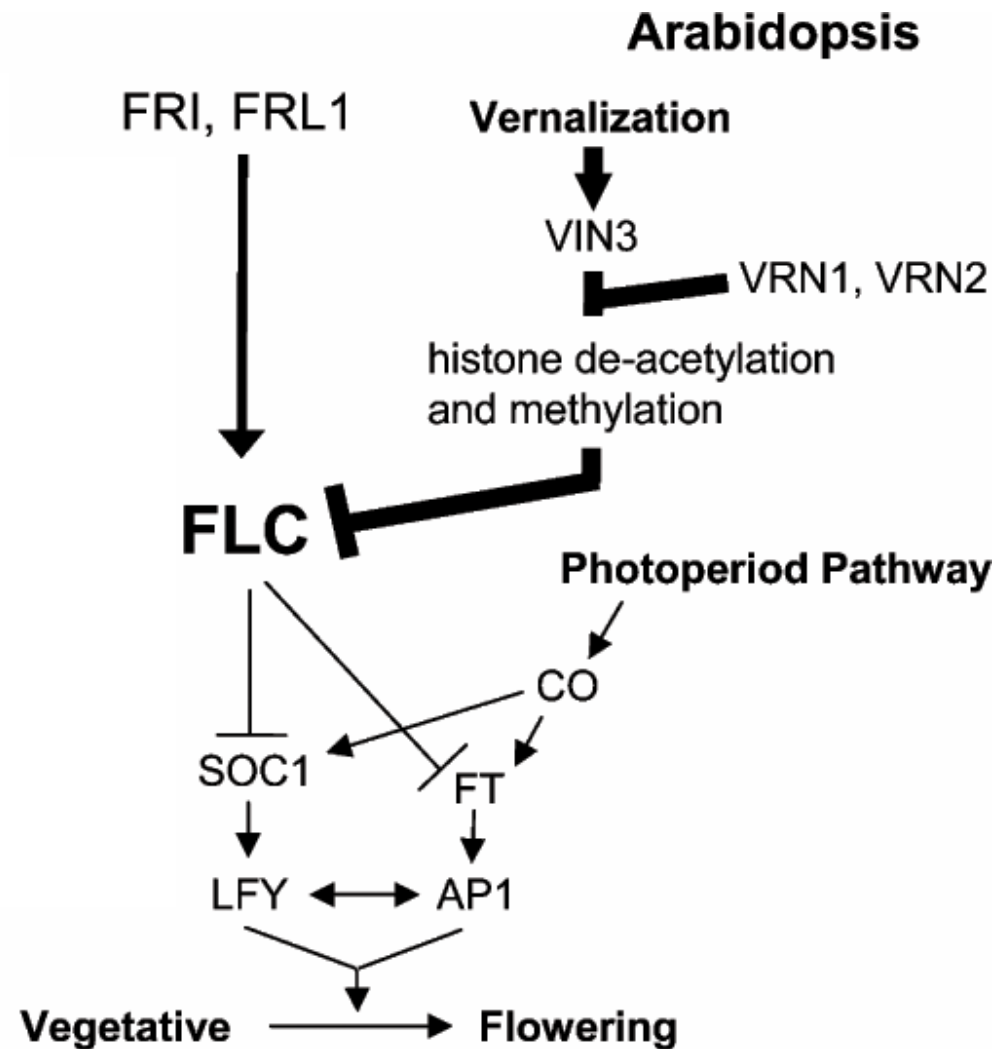 Arabidopsis
FRI, FRL1
Vernalization
VIN3
VRN1, VRN2
histone de-acetylation
and methylation
FLC
Photoperiod Pathway
CO
SOC1
FT
LFY
AP1
Vegetative
Flowering